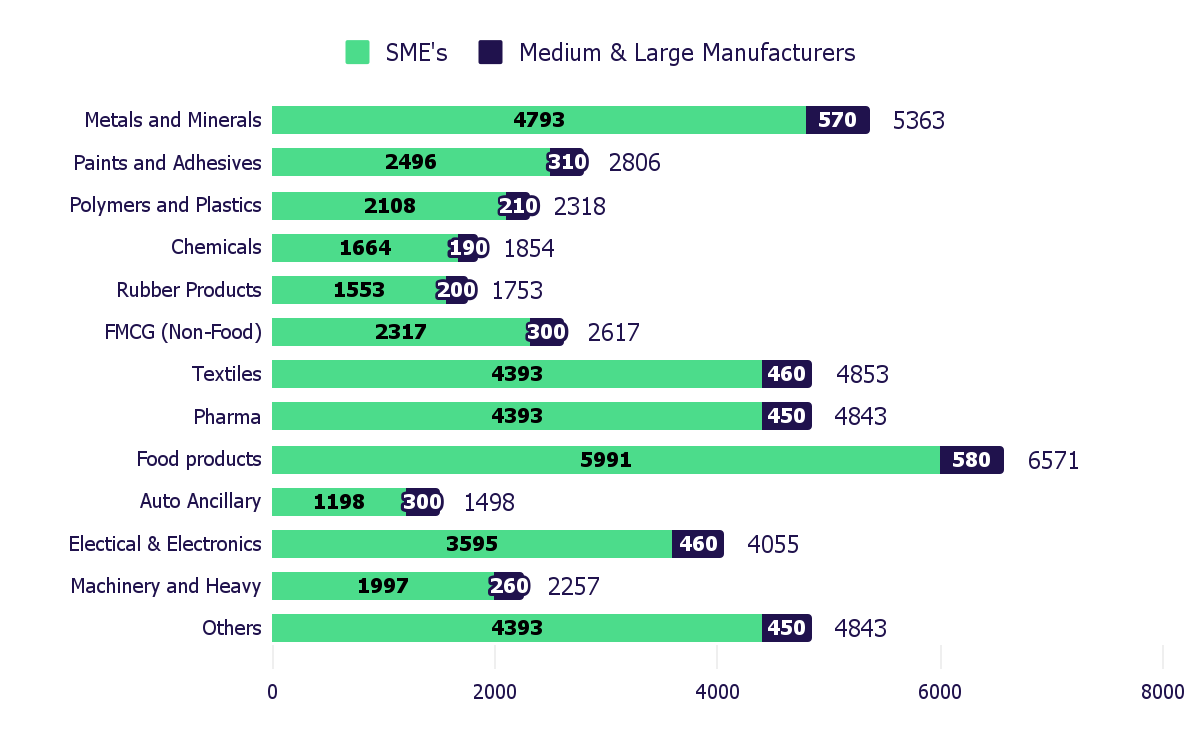 SME's Medium & Large Manufacturers
Metals and Minerals 4793 570 5363
Paints and Adhesives 2496 310 2806
Polymers and Plastics 2108 210 2318
Chemicals 1664 190 1854
Rubber Products 1553 200 1753
FMCG (Non-Food) 2317 300 2617
Textiles 4393 460 4853
Pharma 4393 450 4843
Food products 5991 580 6571
Auto Ancillary 1198 300 1498
Electical & Electronics 3595 460 4055
Machinery and Heavy 1997 260 2257
Others 4393 450 4843
0 2000 4000 6000 8000